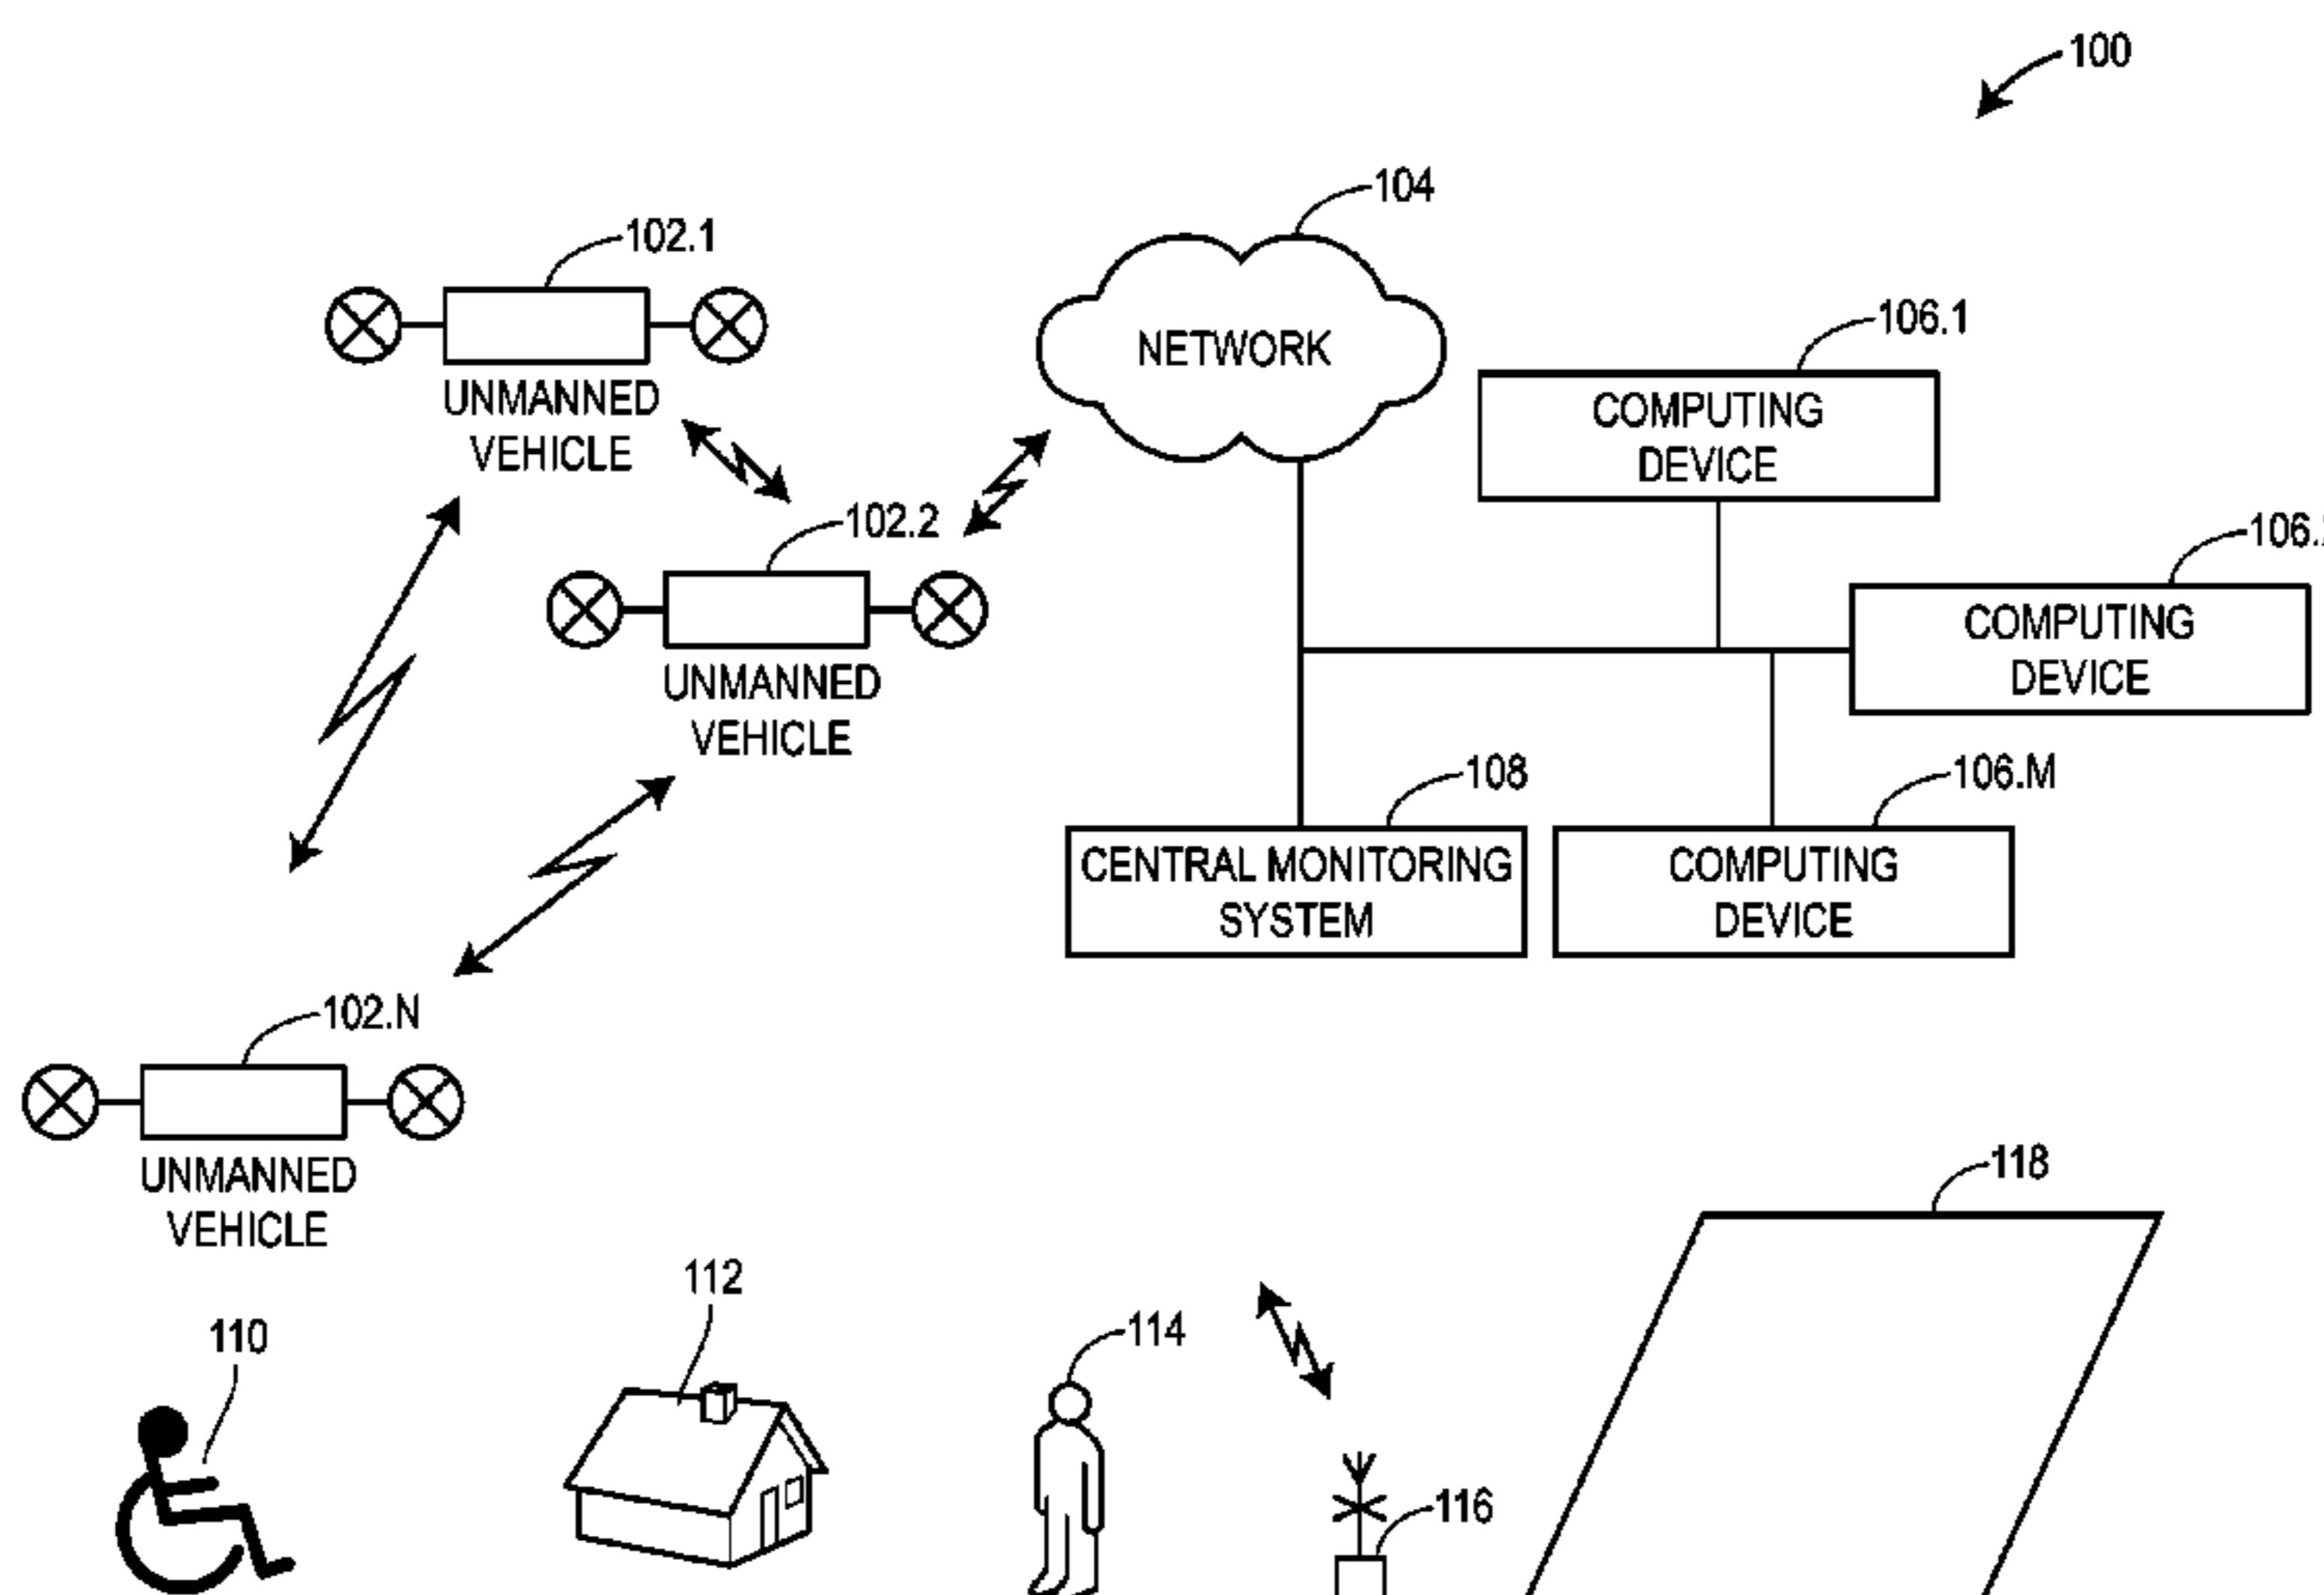 100
104
102.1
NETWORK
106.1
COMPUTING
DEVICE
UNMANNED
VEHICLE
102.2
COMPUTING
DEVICE
UNMANNED
VEHICLE
108
106.M
CENTRAL MONITORING
SYSTEM
COMPUTING
DEVICE
102.N
UNMANNED
VEHICLE
118
112
110
114
116